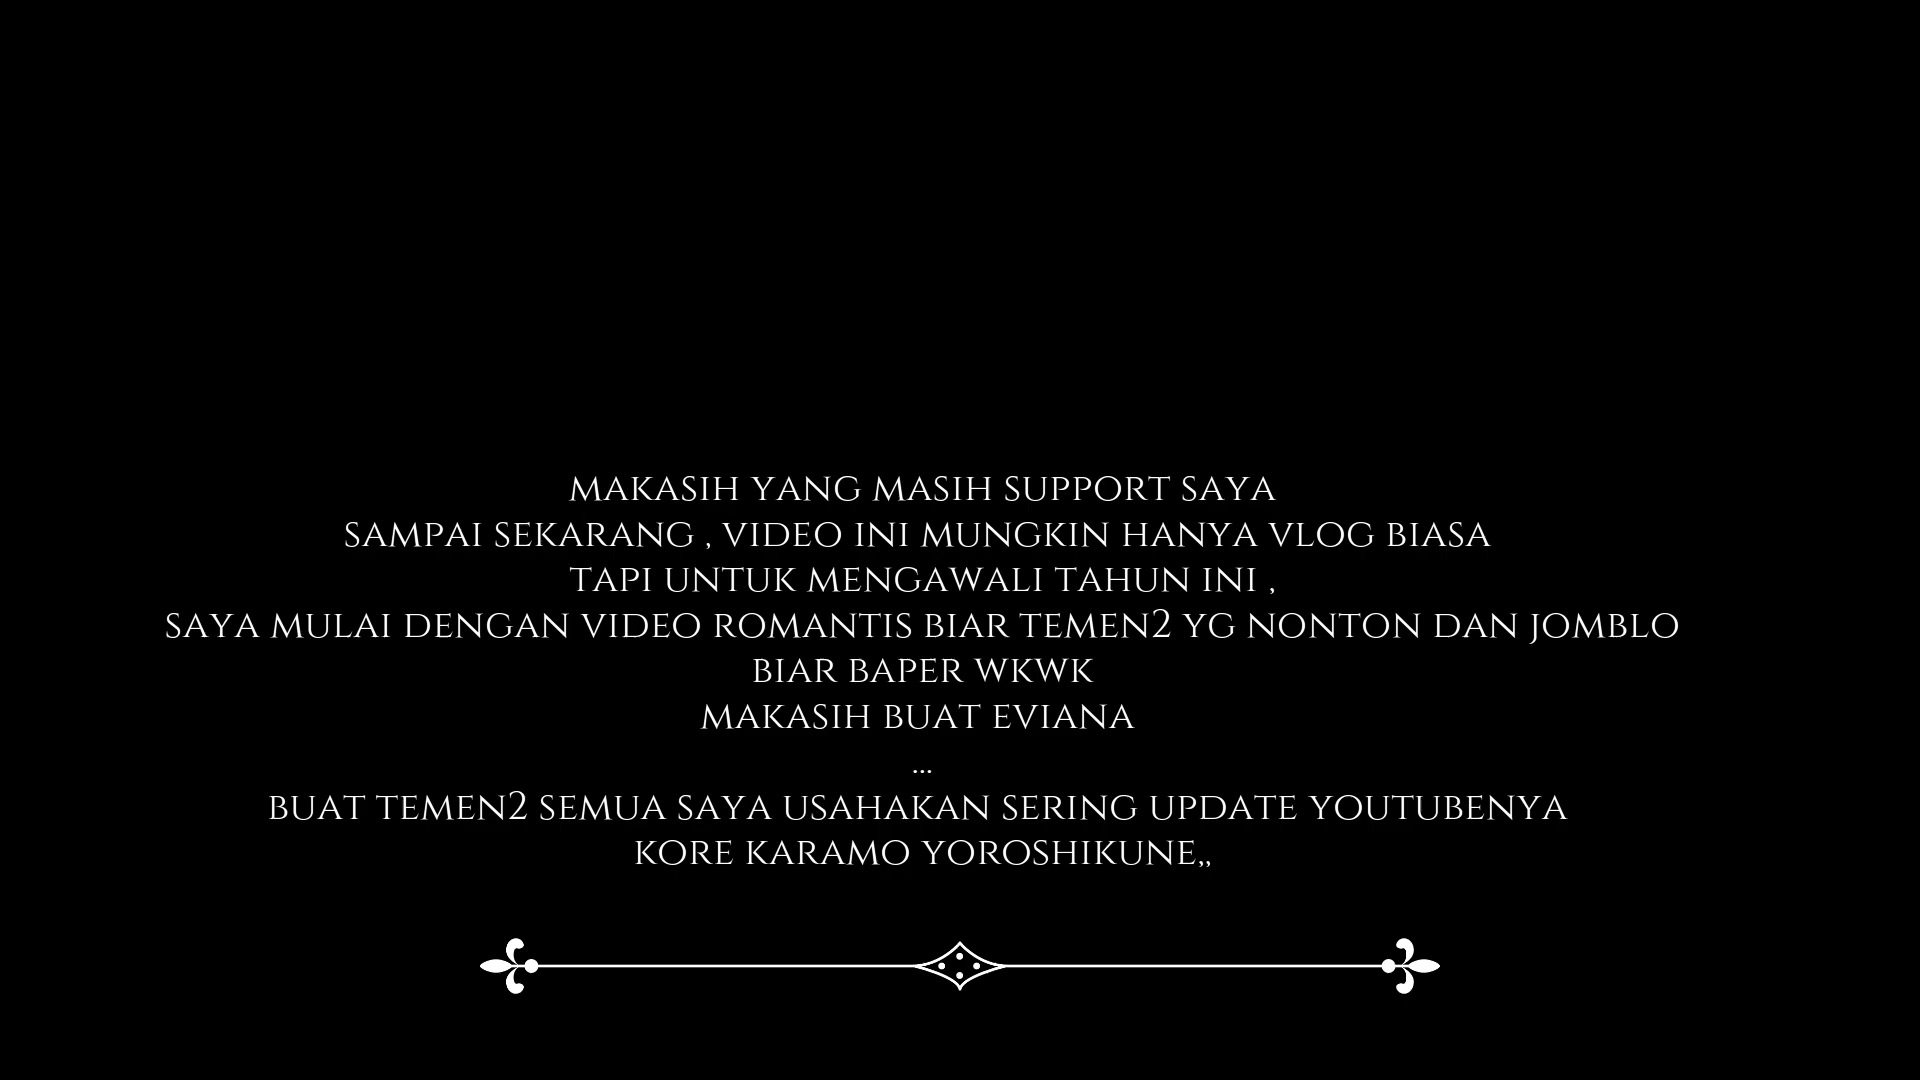 MAKASIH YANG MASIH SUPPORT SAYA
SAMPAI SEKARANG , VIDEO INI MUNGKIN HANYA VLOG BIASA
TAPI UNTUK MENGAWALI TAHUN INI ,
SAYA MULAI DENGAN VIDEO ROMANTIS BIAR TEMEN2 YG NONTON DAN JOMBLO
BIAR BAPER WKWK
MAKASIH BUAT EVIANA
...
BUAT TEMEN2 SEMUA SAYA USAHAKAN SERING UPDATE YOUTUBENYA
KORE KARAMO YOROSHIKUNE,,